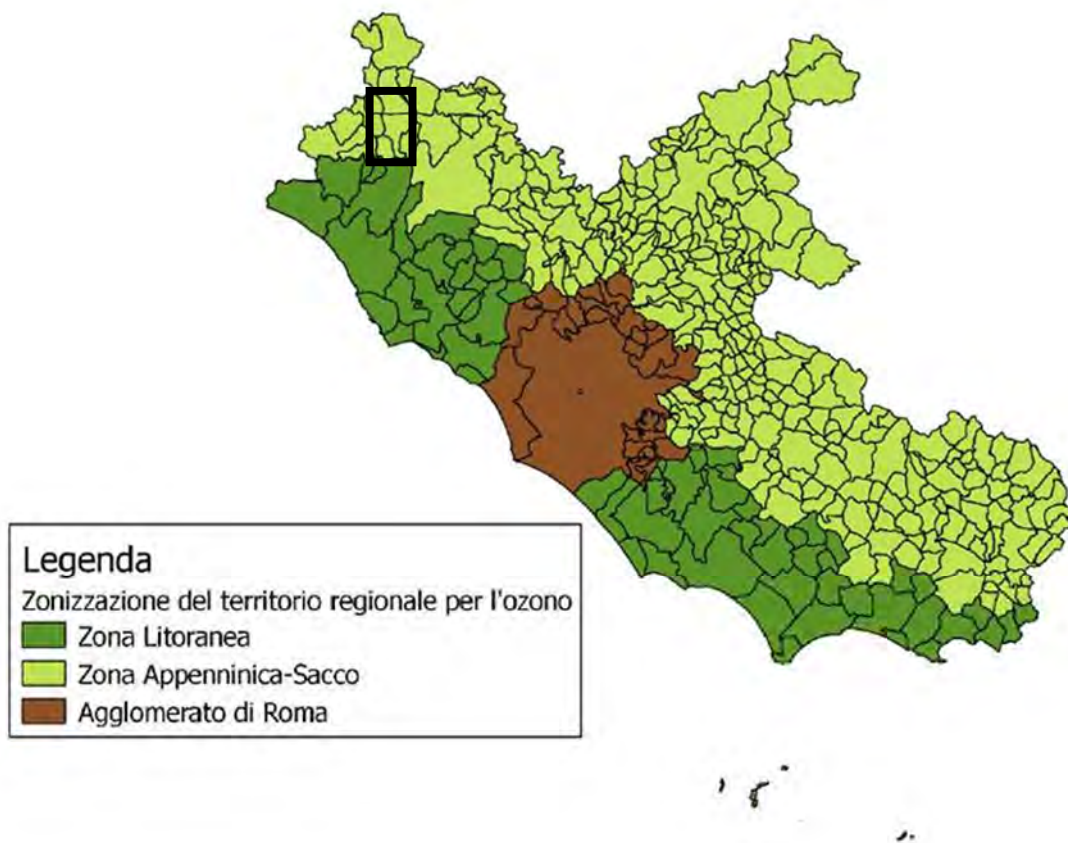 Legenda
Zonizzazione del territorio regionale per l'ozono
Zona Litoranea
Zona Appenninica-Sacco
Agglomerato di Roma